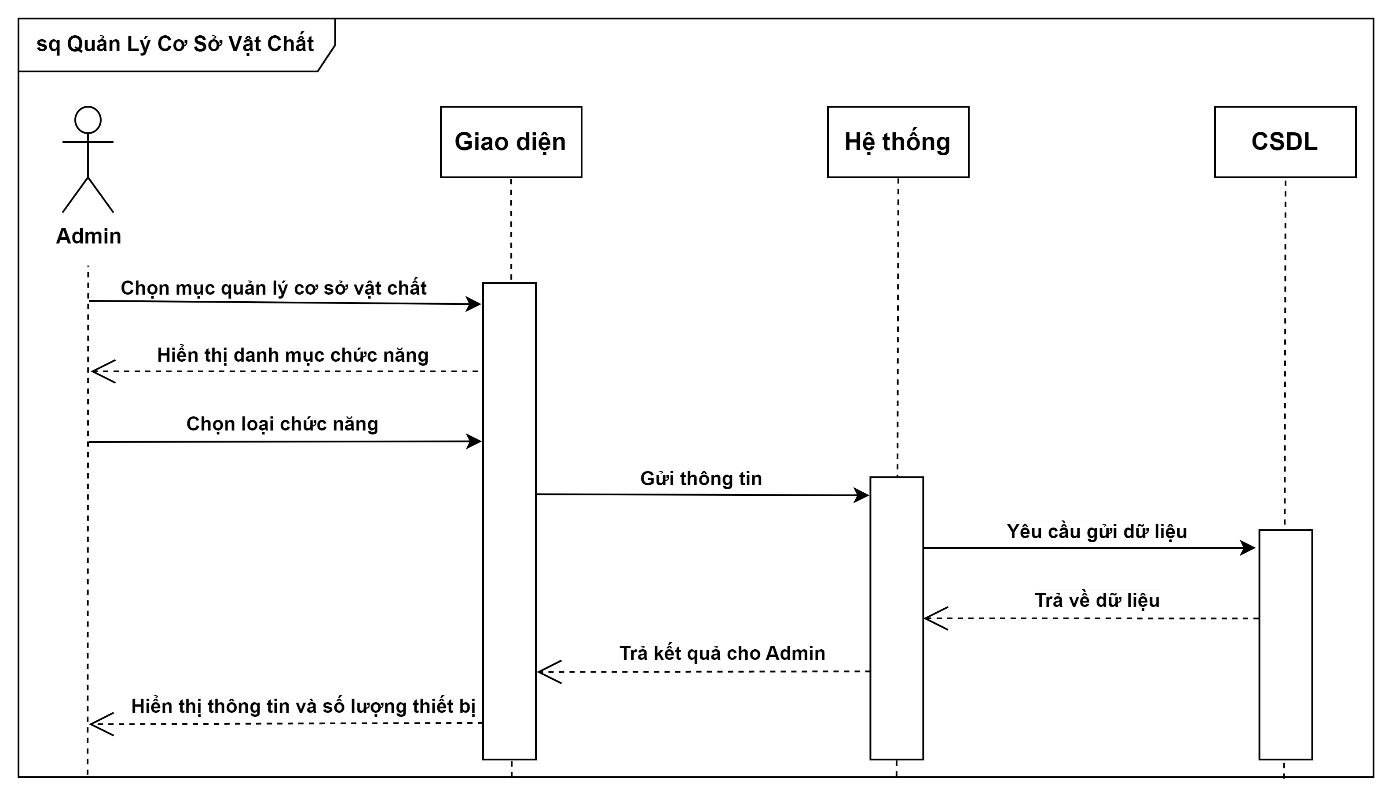 sq Quản Lý Cơ Sở Vật Chất
Giao diện
Hệ thống
CSDL
Admin
Chọn mục quản lý cơ sở vật chất
Hiển thị danh mục chức năng
Chọn loại chức năng
Gửi thông tin
Yêu cầu gửi dữ liệu
Trả về dữ liệu
Trả kết quả cho Admin
Hiển thị thông tin và số lượng thiết bị